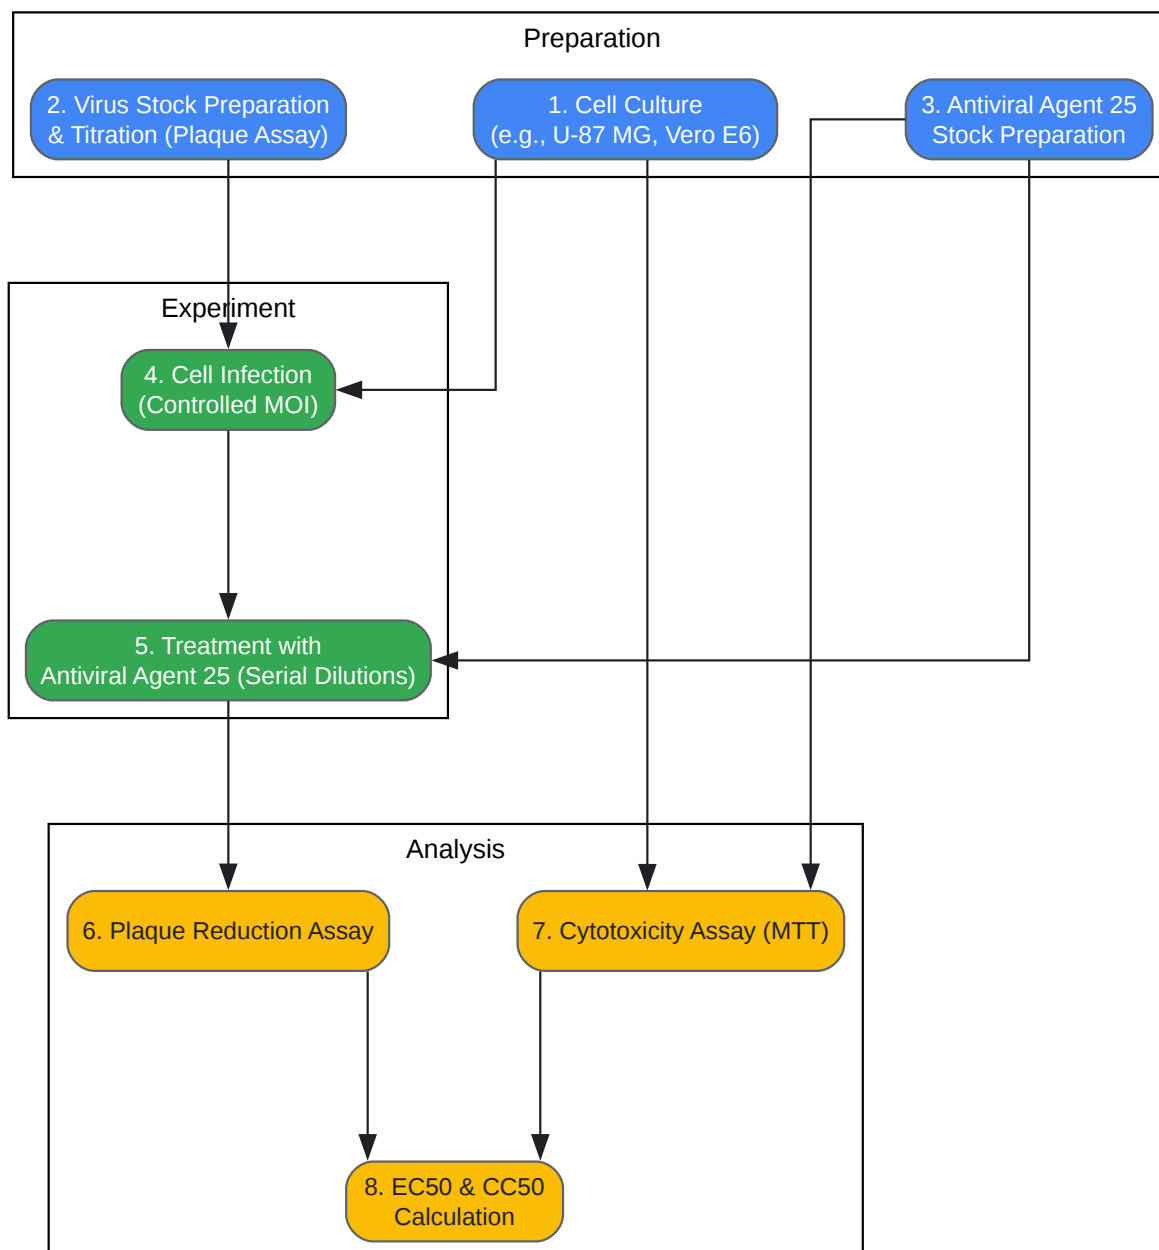 Preparation
2. Virus Stock Preparation
& Titration (Plaque Assay)
1. Cell Culture
(e.g., U-87 MG, Vero E6)
3. Antiviral Agent 25
Stock Preparation
Experiment
4. Cell Infection
(Controlled MOI)
5. Treatment with
Antiviral Agent 25 (Serial Dilutions)
Analysis
6. Plaque Reduction Assay
7. Cytotoxicity Assay (MTT)
8. EC50 & CC50
Calculation